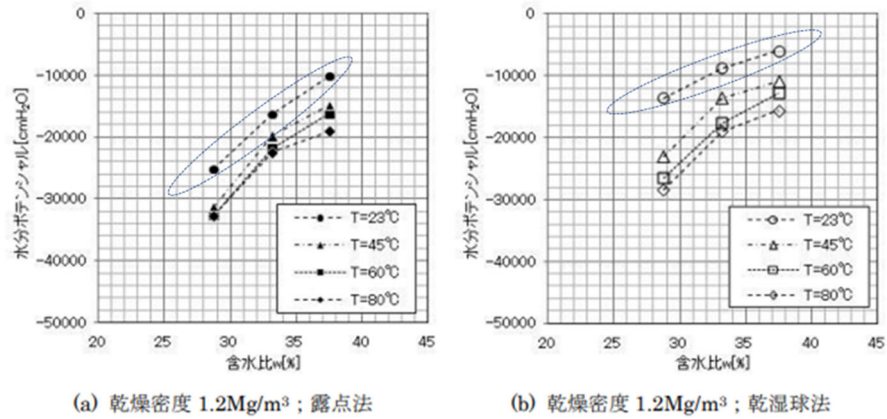 0
-10000
-20000
-30000
-40000
-50000
水分ポテンシャル[cmH₂O]
T=23℃
T=45℃
T=60℃
T=80℃
20 25 30 35 40 45
含水比w[%]
(a) 乾燥密度 1.2Mg/m³；露点法
0
-10000
-20000
-30000
-40000
-50000
水分ポテンシャル[cmH₂O]
T=23℃
T=45℃
T=60℃
T=80℃
20 25 30 35 40 45
含水比w[%]
(b) 乾燥密度 1.2Mg/m³；乾湿球法